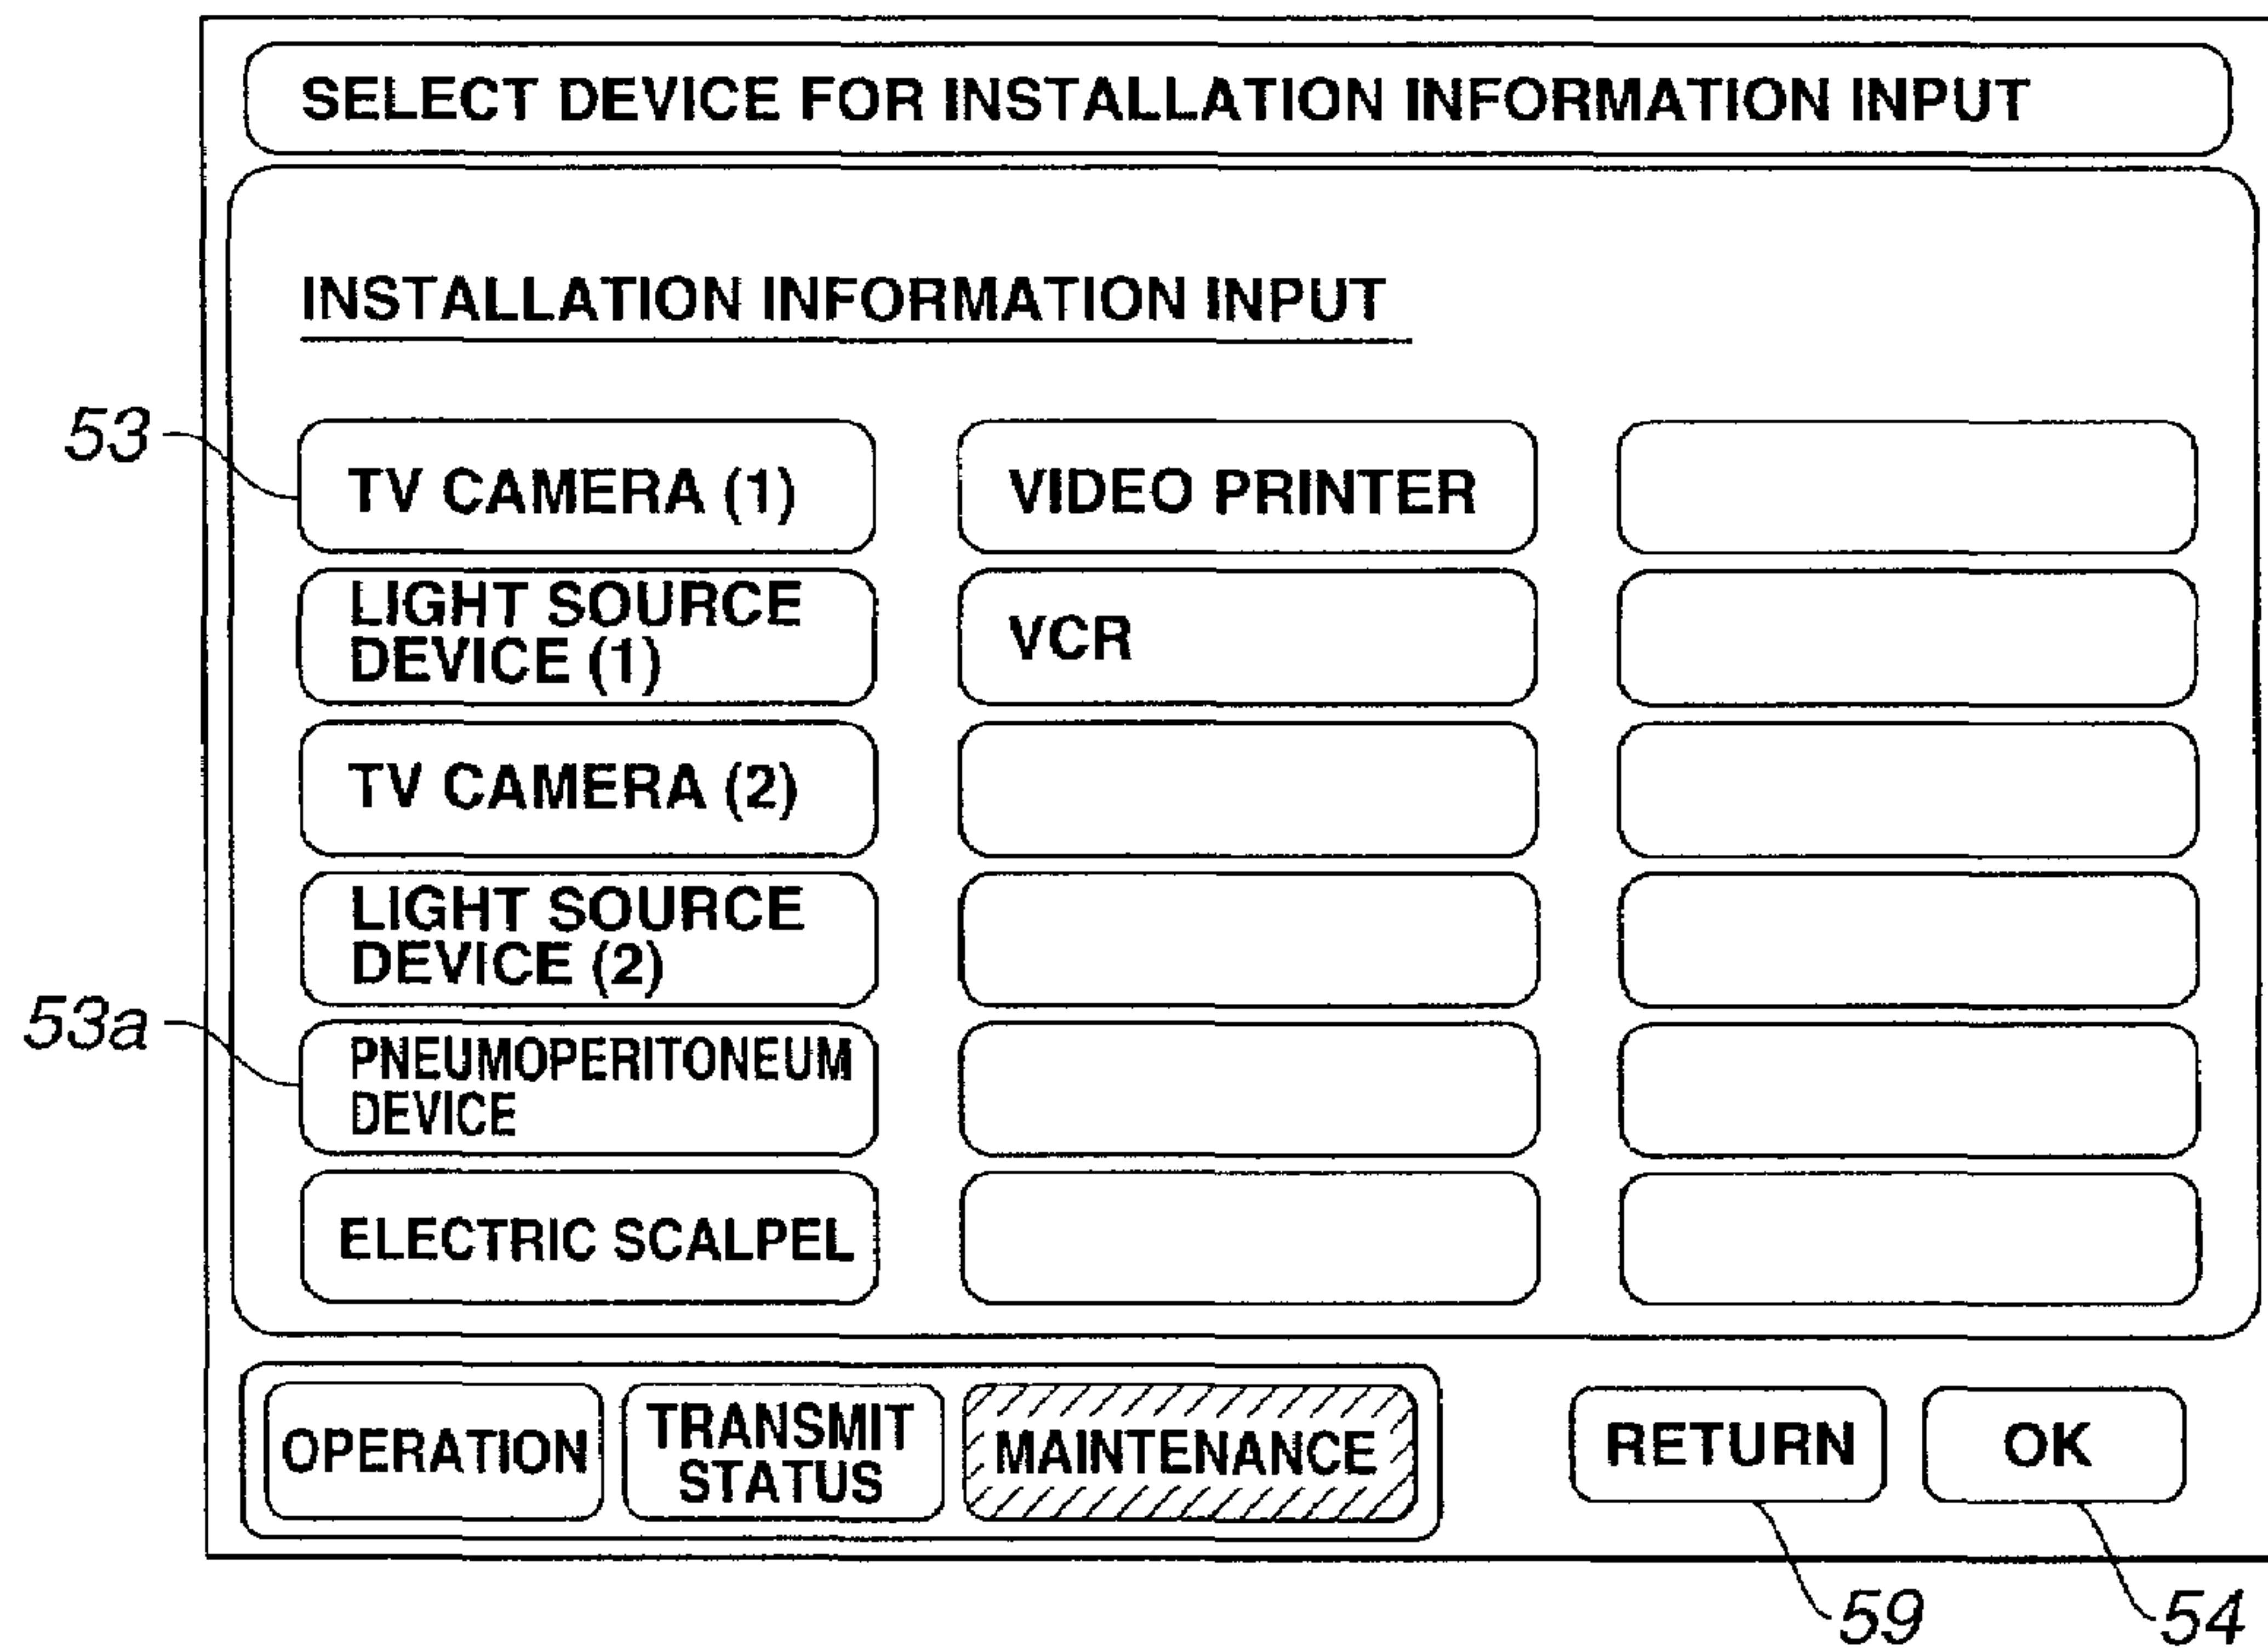 SELECT DEVICE FOR INSTALLATION INFORMATION INPUT
INSTALLATION INFORMATION INPUT
53
TV CAMERA (1)
VIDEO PRINTER
LIGHT SOURCE
DEVICE (1)
VCR
TV CAMERA (2)
LIGHT SOURCE
DEVICE (2)
53a
PNEUMOPERITONEUM
DEVICE
ELECTRIC SCALPEL
OPERATION
TRANSMIT
STATUS
MAINTENANCE
RETURN
OK
59
54